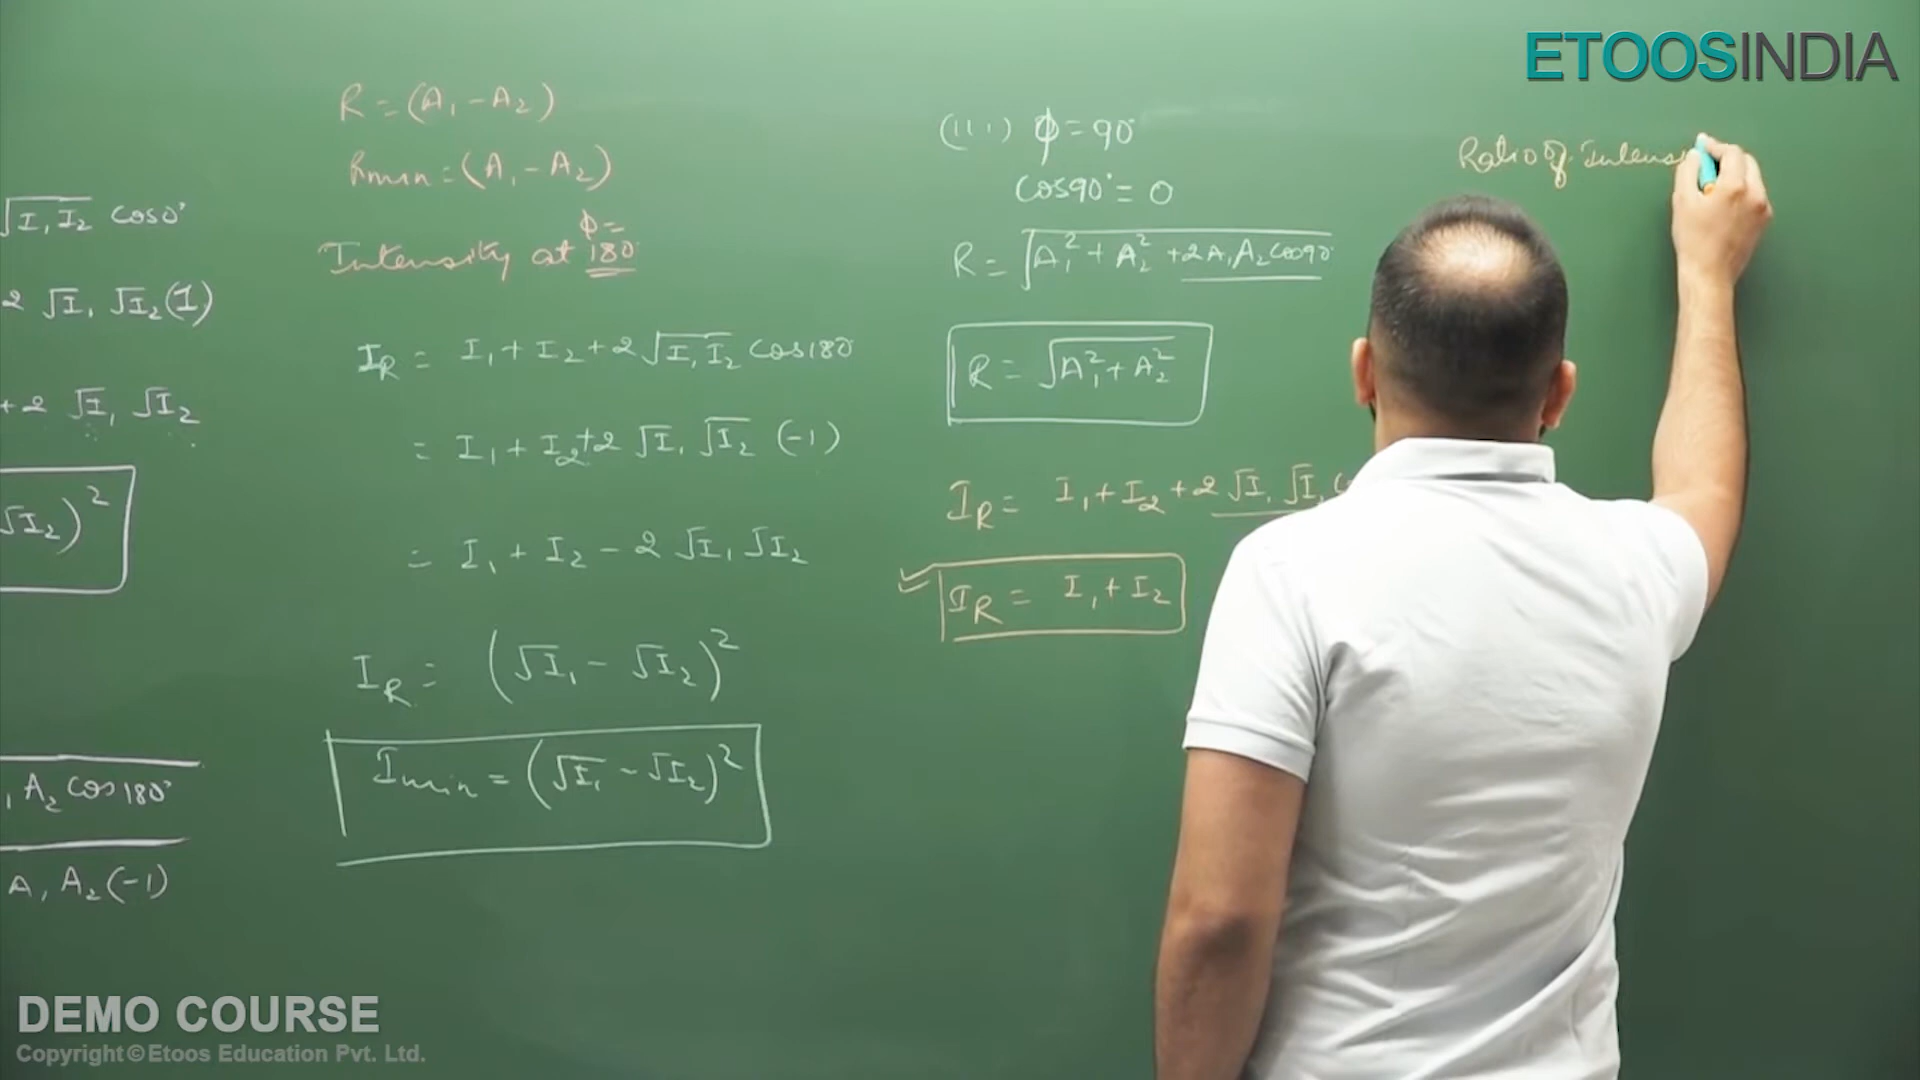 ETOOSINDIA
√I₁I₂ cos0°
2 √I₁ √I₂(1)
+2 √I₁ √I₂
√I₂)²
A₂ cos180°
A₁ A₂(-1)
R = (A₁ - A₂)
Rmin = (A₁ - A₂)
φ =
Intensity at 180
I_R = I₁ + I₂ + 2√I₁I₂ cos180
= I₁ + I₂ + 2 √I₁ √I₂ (-1)
= I₁ + I₂ - 2 √I₁ √I₂
I_R = (√I₁ - √I₂)²
Imin = (√I₁ - √I₂)²
(iii) φ = 90°
cos90° = 0
R = √A₁² + A₂² + 2A₁A₂cos90
R = √A₁² + A₂²
I_R = I₁ + I₂ + 2 √I₁ √I₂
I_R = I₁ + I₂
Ratio of Intens
DEMO COURSE
Copyright © Etoos Education Pvt. Ltd.